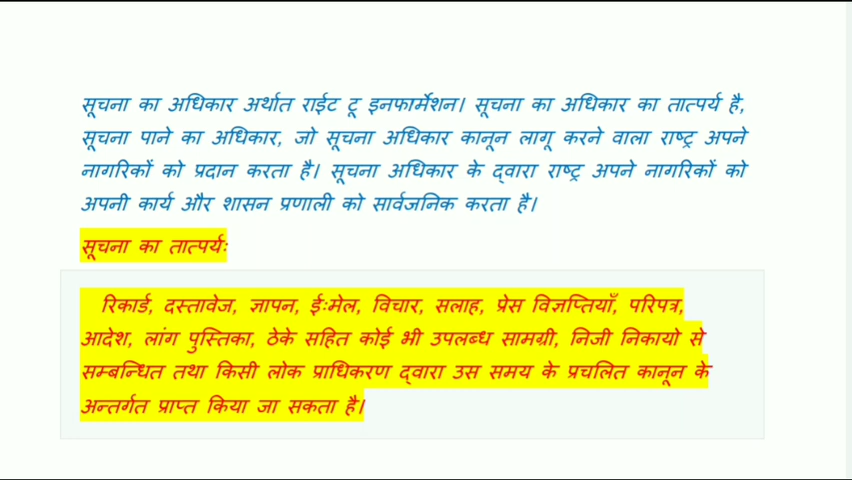 सूचना का अधिकार अर्थात राईट टू इनफार्मेशन। सूचना का अधिकार का तात्पर्य है,
सूचना पाने का अधिकार, जो सूचना अधिकार कानून लागू करने वाला राष्ट्र अपने
नागरिकों को प्रदान करता है। सूचना अधिकार के द्वारा राष्ट्र अपने नागरिकों को
अपनी कार्य और शासन प्रणाली को सार्वजनिक करता है।
सूचना का तात्पर्यः
रिकार्ड, दस्तावेज, ज्ञापन, ईःमेल, विचार, सलाह, प्रेस विज्ञप्तियाँ, परिपत्र,
आदेश, लांग पुस्तिका, ठेके सहित कोई भी उपलब्ध सामग्री, निजी निकायो से
सम्बन्धित तथा किसी लोक प्राधिकरण द्वारा उस समय के प्रचलित कानून के
अन्तर्गत प्राप्त किया जा सकता है।